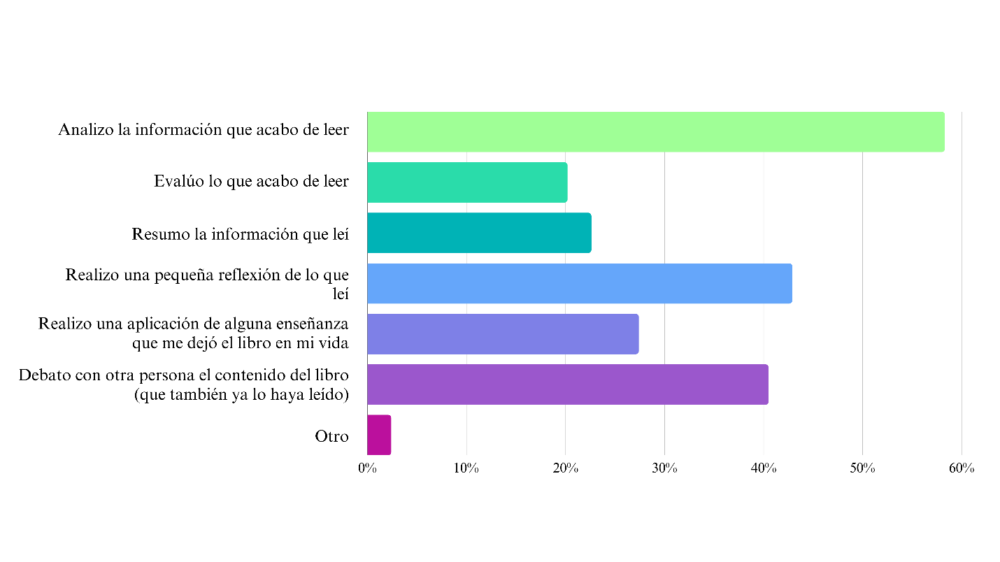 Analizo la información que acabo de leer
Evalúo lo que acabo de leer
Resumo la información que leí
Realizo una pequeña reflexión de lo que
leí
Realizo una aplicación de alguna enseñanza
que me dejó el libro en mi vida
Debato con otra persona el contenido del libro
(que también ya lo haya leído)
Otro
0% 10% 20% 30% 40% 50% 60%